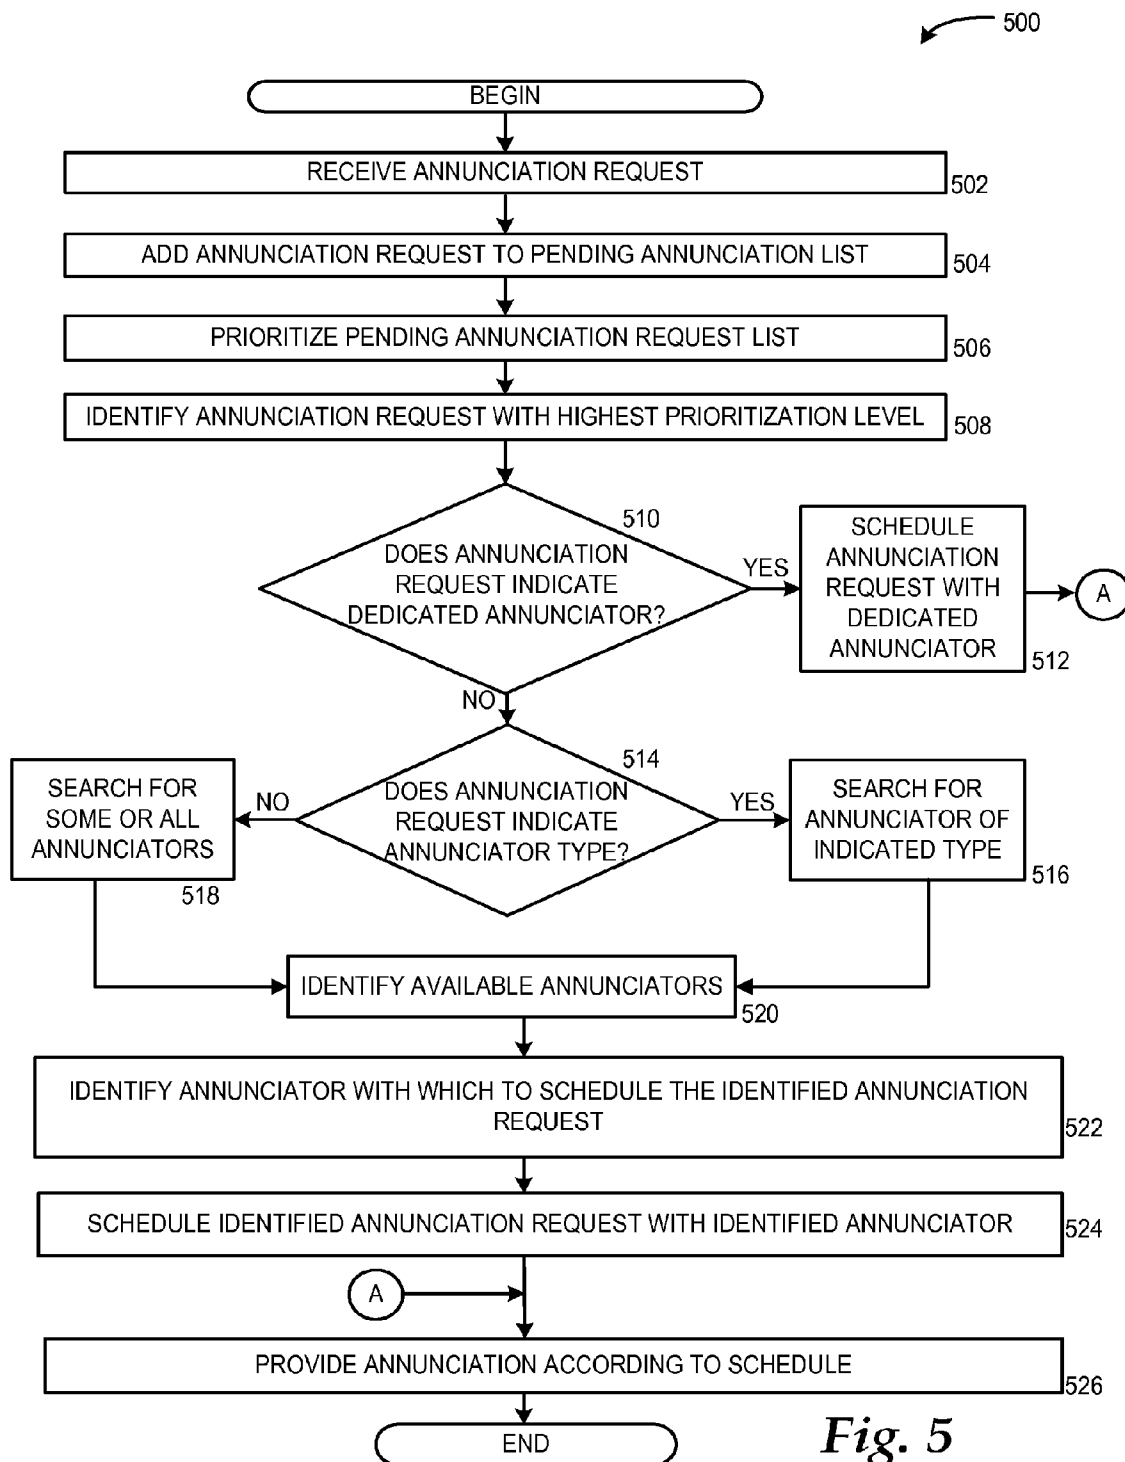 500
BEGIN
RECEIVE ANNUNCIATION REQUEST
502
ADD ANNUNCIATION REQUEST TO PENDING ANNUNCIATION LIST
504
PRIORITIZE PENDING ANNUNCIATION REQUEST LIST
506
IDENTIFY ANNUNCIATION REQUEST WITH HIGHEST PRIORITIZATION LEVEL
508
510
DOES ANNUNCIATION
REQUEST INDICATE
DEDICATED ANNUNCIATOR?
YES
SCHEDULE
ANNUNCIATION
REQUEST WITH
DEDICATED
ANNUNCIATOR
512
A
NO
514
DOES ANNUNCIATION
REQUEST INDICATE
ANNUNCIATOR TYPE?
NO
SEARCH FOR
SOME OR ALL
ANNUNCIATORS
518
YES
SEARCH FOR
ANNUNCIATOR OF
INDICATED TYPE
516
IDENTIFY AVAILABLE ANNUNCIATORS
520
IDENTIFY ANNUNCIATOR WITH WHICH TO SCHEDULE THE IDENTIFIED ANNUNCIATION
REQUEST
522
SCHEDULE IDENTIFIED ANNUNCIATION REQUEST WITH IDENTIFIED ANNUNCIATOR
524
A
PROVIDE ANNUNCIATION ACCORDING TO SCHEDULE
526
END
Fig. 5